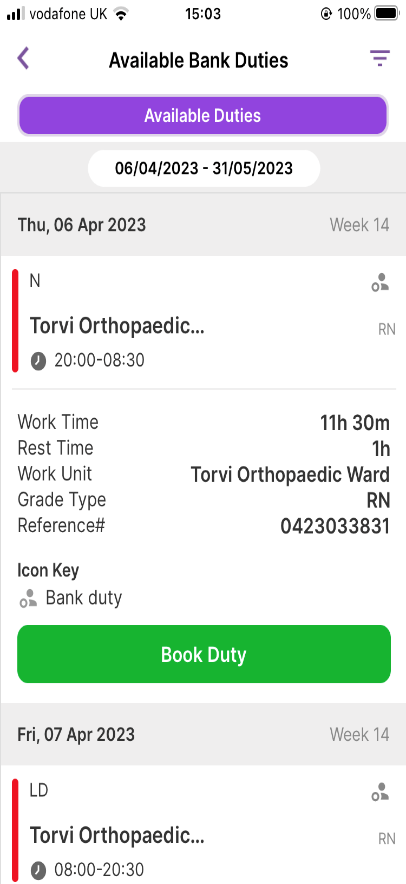 vodafone UK 15:03 100%
Available Bank Duties
Available Duties
06/04/2023 - 31/05/2023
Thu, 06 Apr 2023 Week 14
N
Torvi Orthopaedic... RN
20:00-08:30
Work Time 11h 30m
Rest Time 1h
Work Unit Torvi Orthopaedic Ward
Grade Type RN
Reference# 0423033831
Icon Key
Bank duty
Book Duty
Fri, 07 Apr 2023 Week 14
LD
Torvi Orthopaedic... RN
08:00-20:30